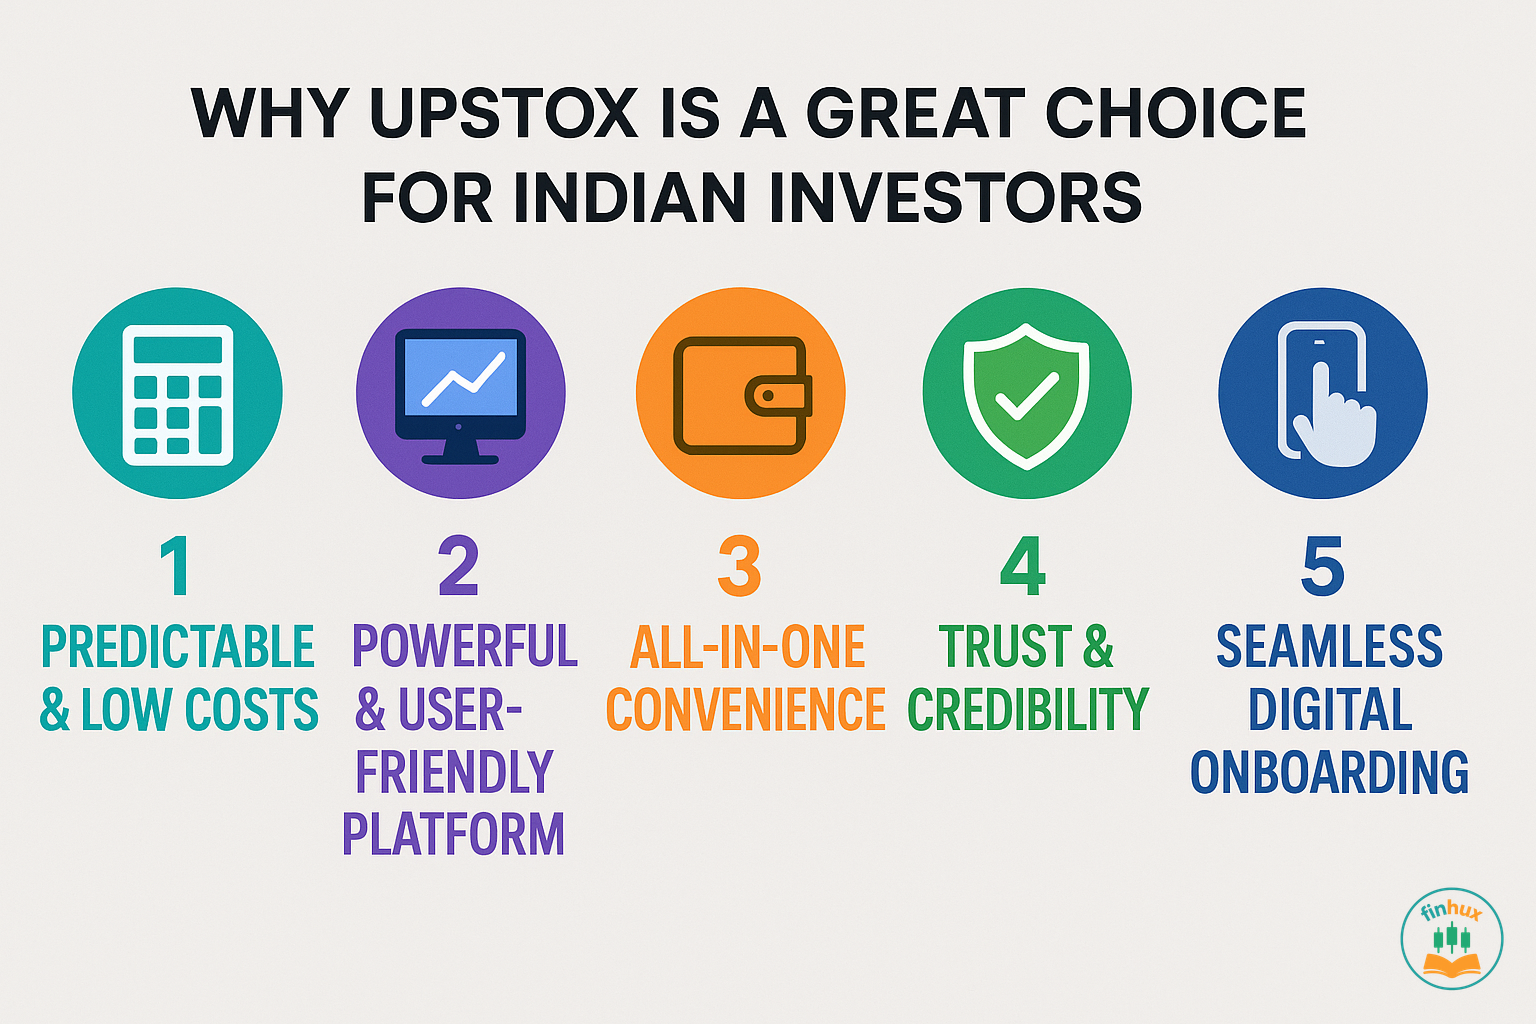 WHY UPSTOX IS A GREAT CHOICE
FOR INDIAN INVESTORS
1
PREDICTABLE
& LOW COSTS
2
POWERFUL
& USER-
FRIENDLY
PLATFORM
3
ALL-IN-ONE
CONVENIENCE
4
TRUST &
CREDIBILITY
5
SEAMLESS
DIGITAL
ONBOARDING
finhux